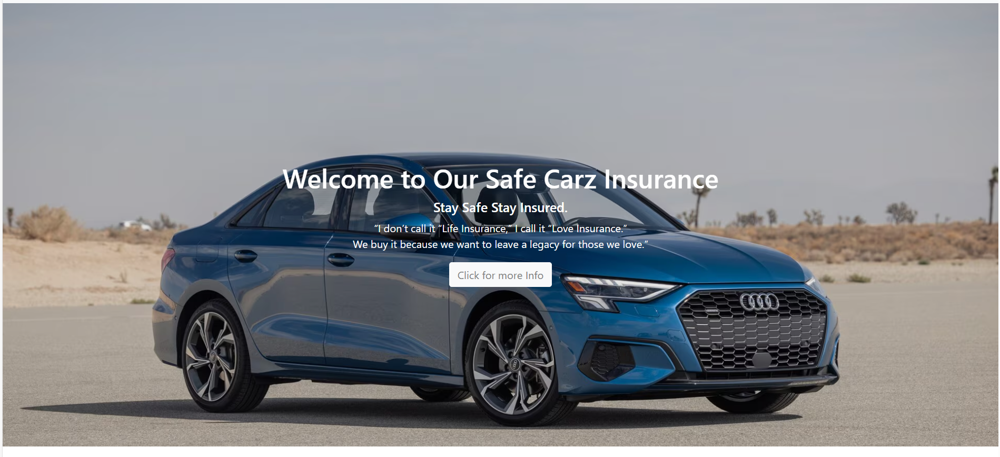 Welcome to Our Safe Carz Insurance
Stay Safe Stay Insured.
“I don’t call it “Life Insurance,” I call it “Love Insurance.”
We buy it because we want to leave a legacy for those we love.”
Click for more Info